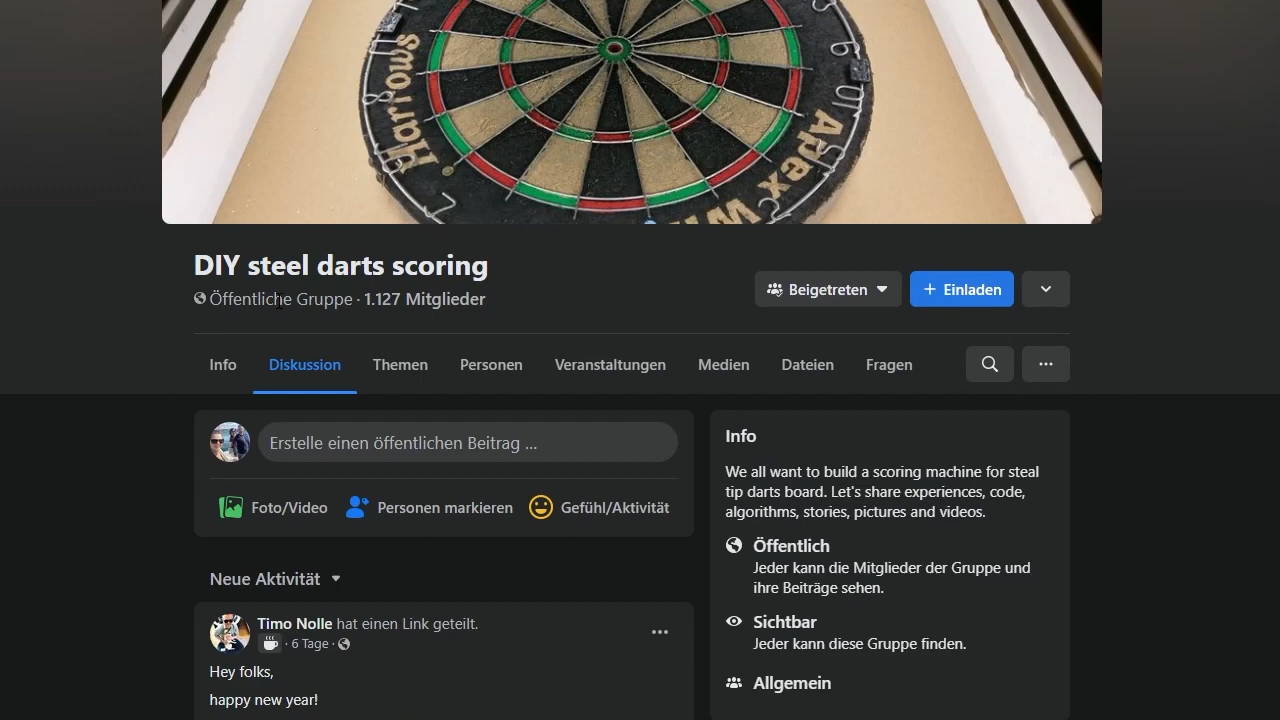 Harrows
Apex
DIY steel darts scoring
Öffentliche Gruppe · 1.127 Mitglieder
Beigetreten
+ Einladen
Info
Diskussion
Themen
Personen
Veranstaltungen
Medien
Dateien
Fragen
Erstelle einen öffentlichen Beitrag ...
Foto/Video
Personen markieren
Gefühl/Aktivität
Neue Aktivität
Timo Nolle hat einen Link geteilt.
· 6 Tage ·
Hey folks,
happy new year!
Info
We all want to build a scoring machine for steal
tip darts board. Let's share experiences, code,
algorithms, stories, pictures and videos.
Öffentlich
Jeder kann die Mitglieder der Gruppe und
ihre Beiträge sehen.
Sichtbar
Jeder kann diese Gruppe finden.
Allgemein